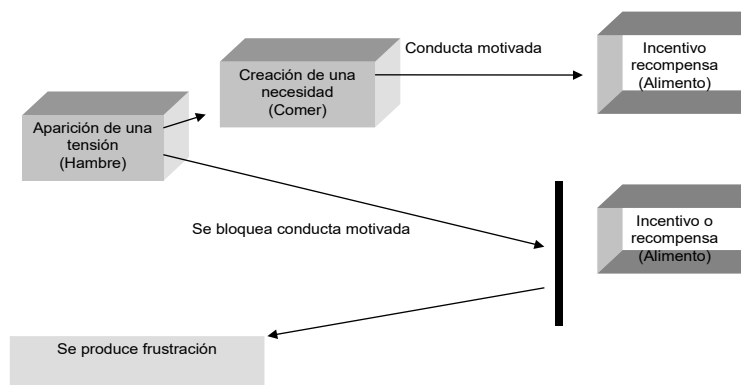 Conducta motivada
Incentivo
recompensa
(Alimento)
Creación de una
necesidad
(Comer)
Aparición de una
tensión
(Hambre)
Se bloquea conducta motivada
Incentivo o
recompensa
(Alimento)
Se produce frustración